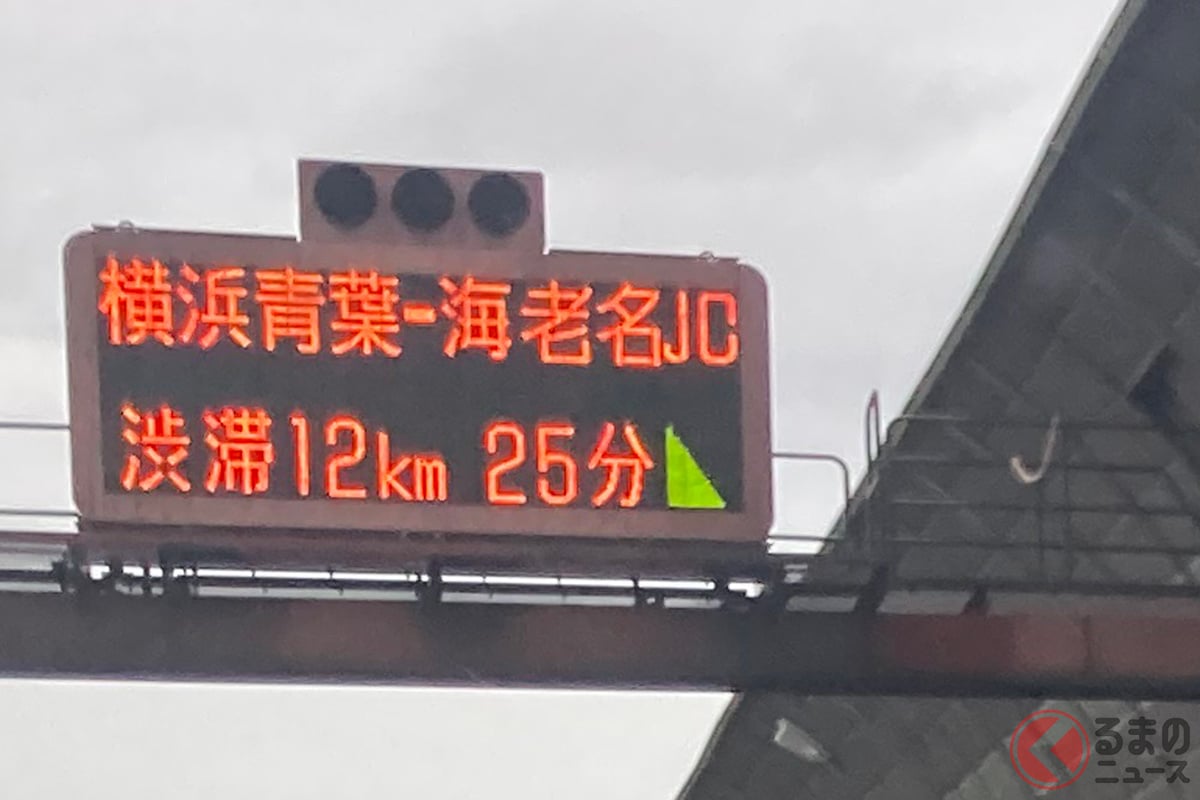 横浜青葉-海老名JC
渋滞12km 25分
くるまの
ニュース